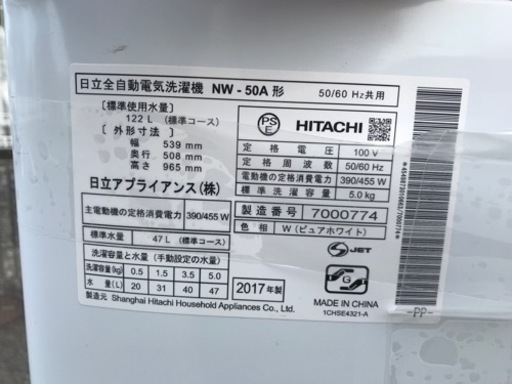 日立全自動電気洗濯機 NW-50A 形 50/60 Hz共用
[標準使用水量]
122 L (標準コース)
[外形寸法]
幅 539 mm
奥行 508 mm
高さ 965 mm
日立アプライアンス(株)
主電動機の定格消費電力 390/455 W
標準水量 47 L (標準コース)
洗濯容量と水量 (手動設定の水量)
洗濯容量(kg) 0.5 1.5 3.5 5.0
水量(L) 20 31 40 47
製造元 Shanghai Hitachi Household Appliances Co., Ltd.
2017年製
PSE HITACHI
定格電圧 100 V
定格周波数 50/60 Hz
電動機の定格消費電力 390/455 W
標準洗濯容量 5.0 kg
製造番号 7000774
色相 W (ピュアホワイト)
S JET
MADE IN CHINA
1CHSE4321-A
-PP-